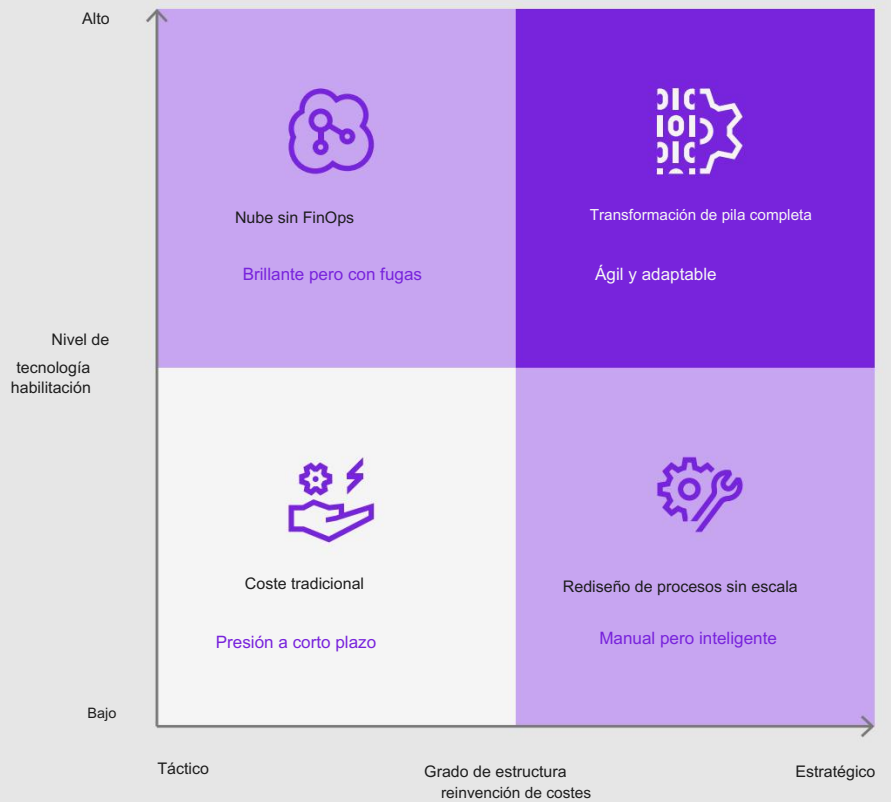 Alto
Nube sin FinOps
Brillante pero con fugas
Transformación de pila completa
Ágil y adaptable
Nivel de
tecnología
habilitación
Coste tradicional
Presión a corto plazo
Rediseño de procesos sin escala
Manual pero inteligente
Bajo
Táctico
Grado de estructura
reinvención de costes
Estratégico